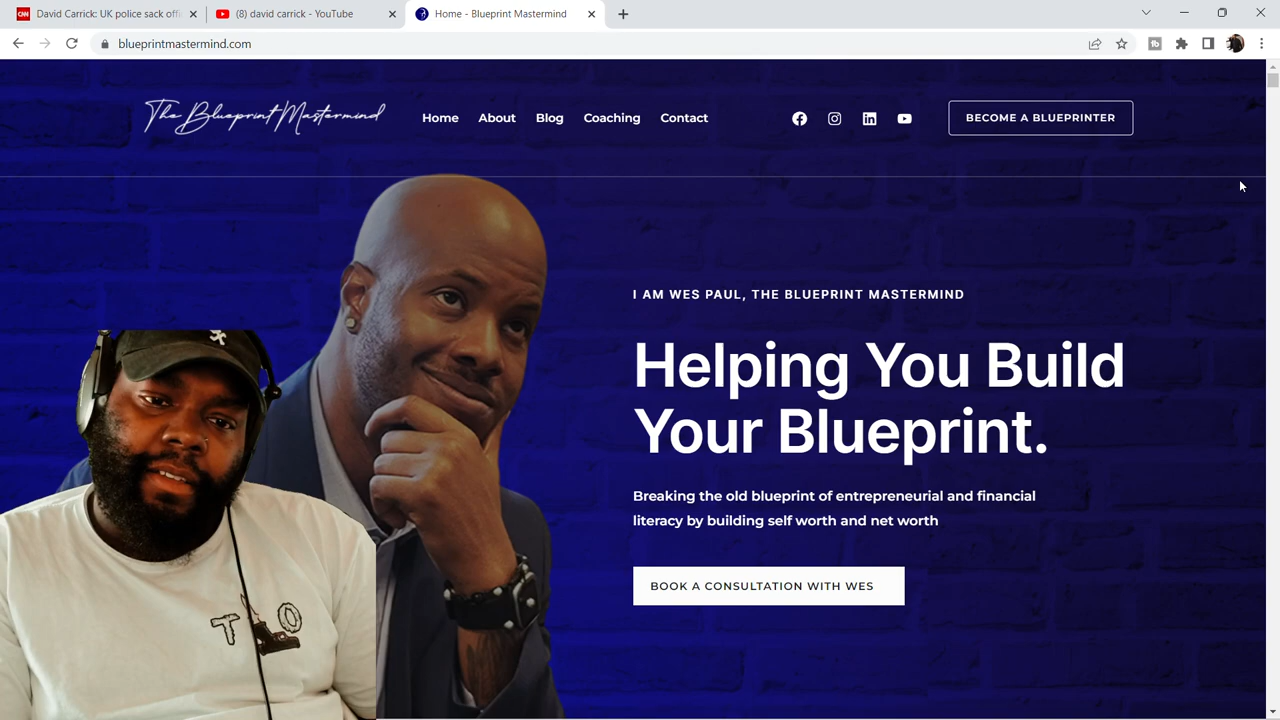 David Carrick: UK police sack offi
(8) david carrick - YouTube
Home - Blueprint Mastermind
blueprintmastermind.com
The Blueprint Mastermind
Home
About
Blog
Coaching
Contact
BECOME A BLUEPRINTER
I AM WES PAUL, THE BLUEPRINT MASTERMIND
Helping You Build
Your Blueprint.
Breaking the old blueprint of entrepreneurial and financial
literacy by building self worth and net worth
BOOK A CONSULTATION WITH WES